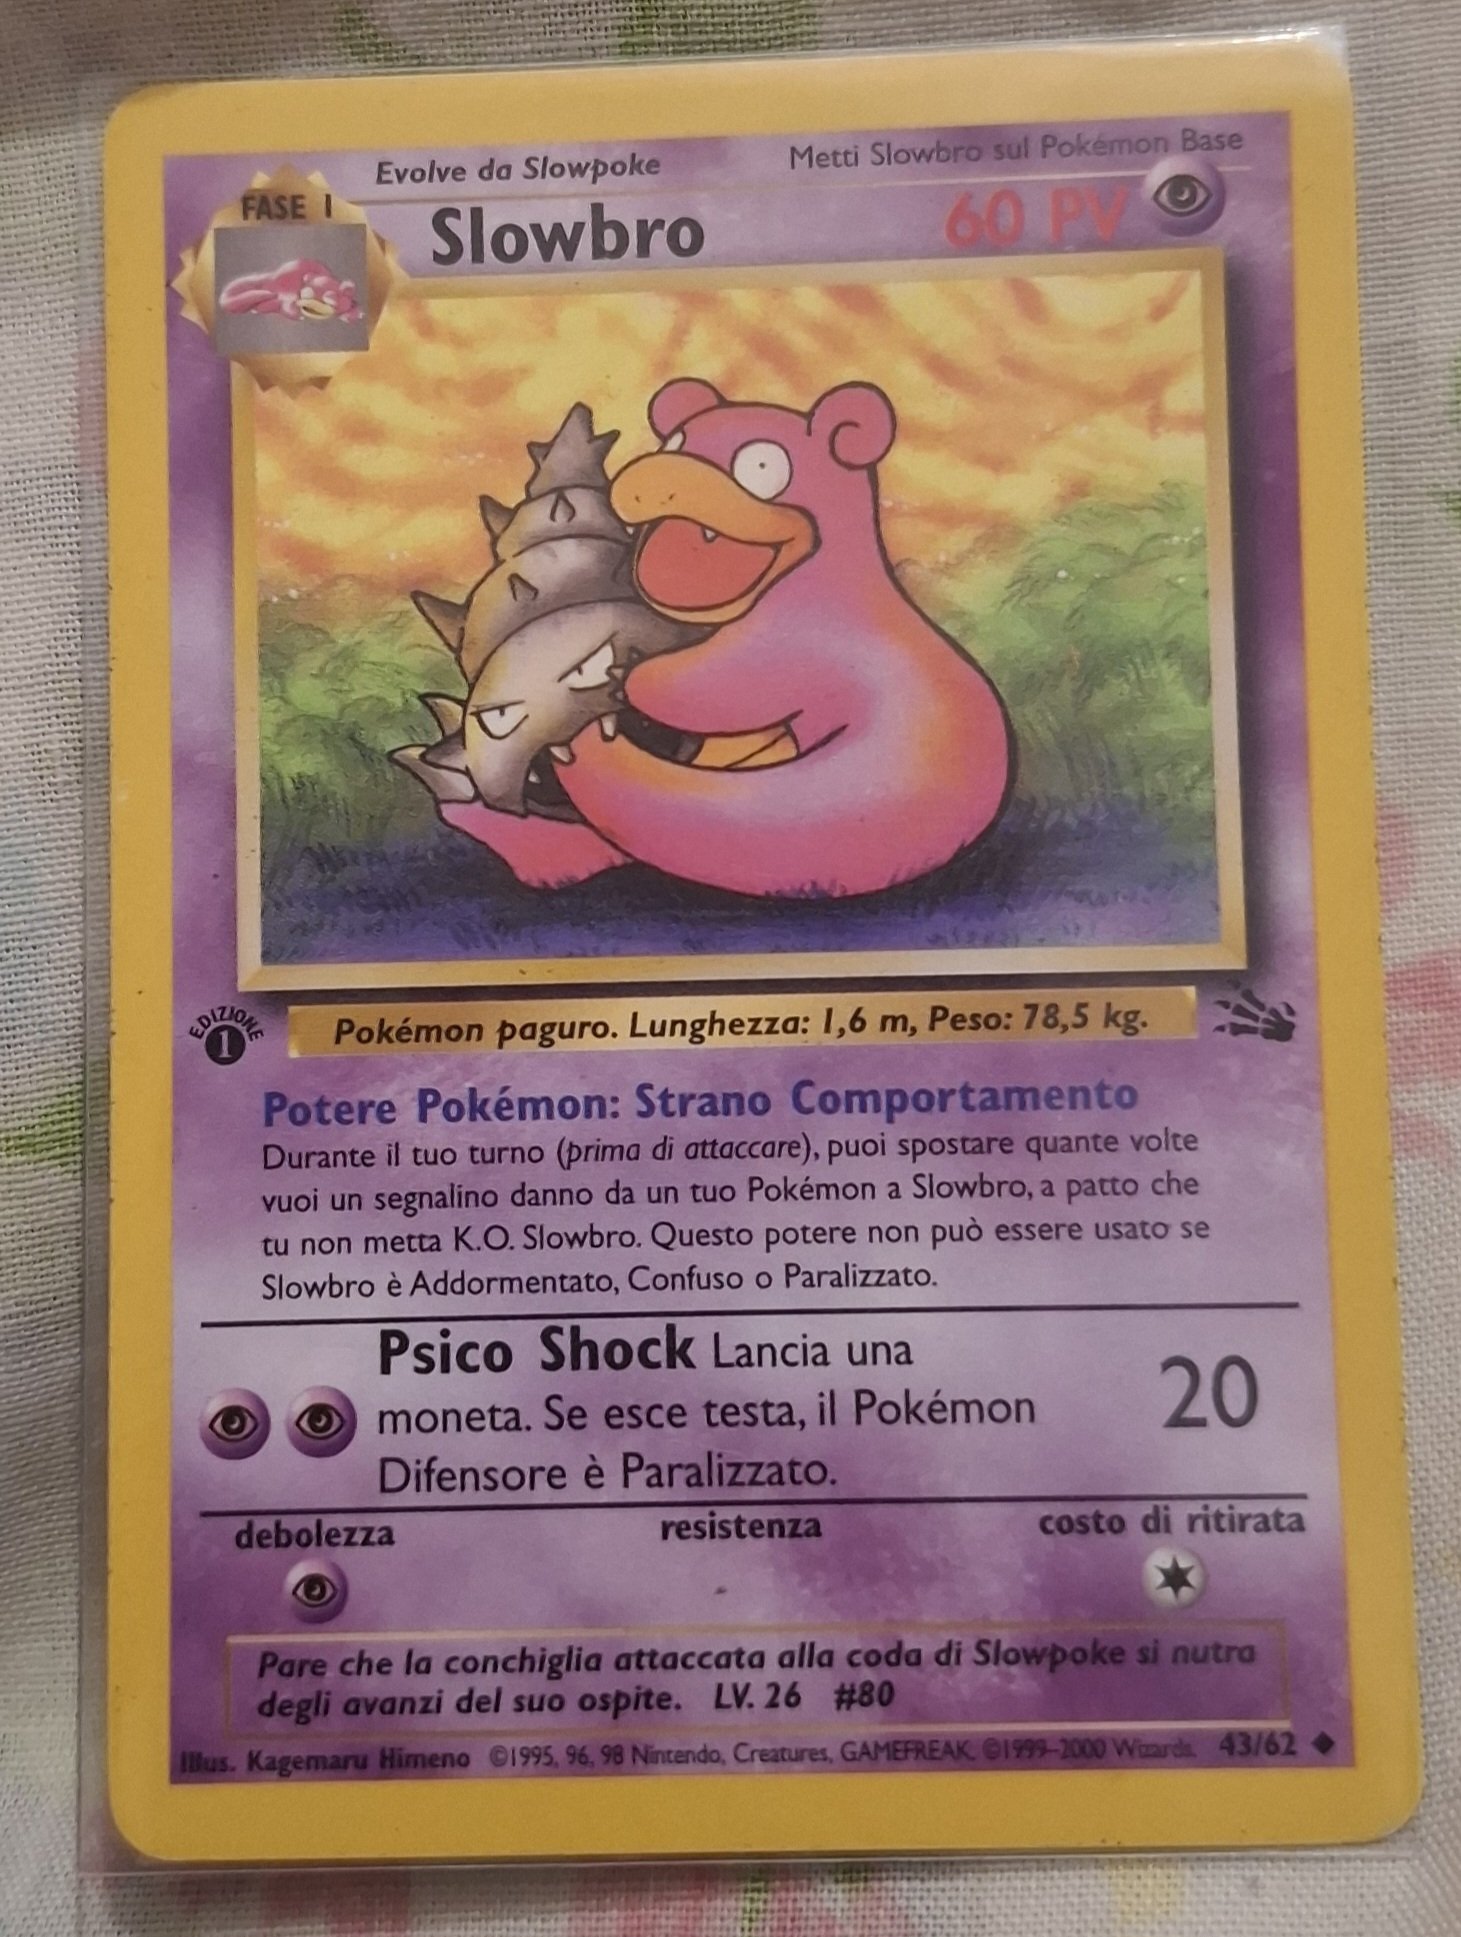 Evolve da Slowpoke
Metti Slowbro sul Pokémon Base
FASE 1
Slowbro
60 PV
EDIZIONE
1
Pokémon paguro. Lunghezza: 1,6 m, Peso: 78,5 kg.
Potere Pokémon: Strano Comportamento
Durante il tuo turno (prima di attaccare), puoi spostare quante volte
vuoi un segnalino danno da un tuo Pokémon a Slowbro, a patto che
tu non metta K.O. Slowbro. Questo potere non può essere usato se
Slowbro è Addormentato, Confuso o Paralizzato.
Psico Shock Lancia una
moneta. Se esce testa, il Pokémon
Difensore è Paralizzato.
20
debolezza
resistenza
costo di ritirata
Pare che la conchiglia attaccata alla coda di Slowpoke si nutra
degli avanzi del suo ospite. LV. 26 #80
Illus. Kagemaru Himeno ©1995, 96, 98 Nintendo, Creatures, GAMEFREAK. ©1999-2000 Wizards. 43/62